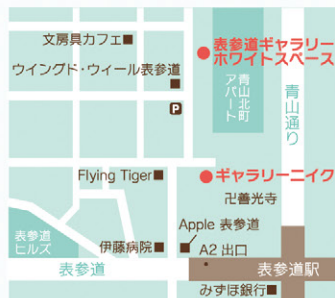 文房具カフェ
表参道ギャラリー
ホワイトスペース
ウイングド・ウィール表参道
青山北町
アパート
青山通り
P
Flying Tiger
ギャラリーニイク
卍善光寺
Apple 表参道
表参道
ヒルズ
伊藤病院
A2 出口
表参道
表参道駅
みずほ銀行